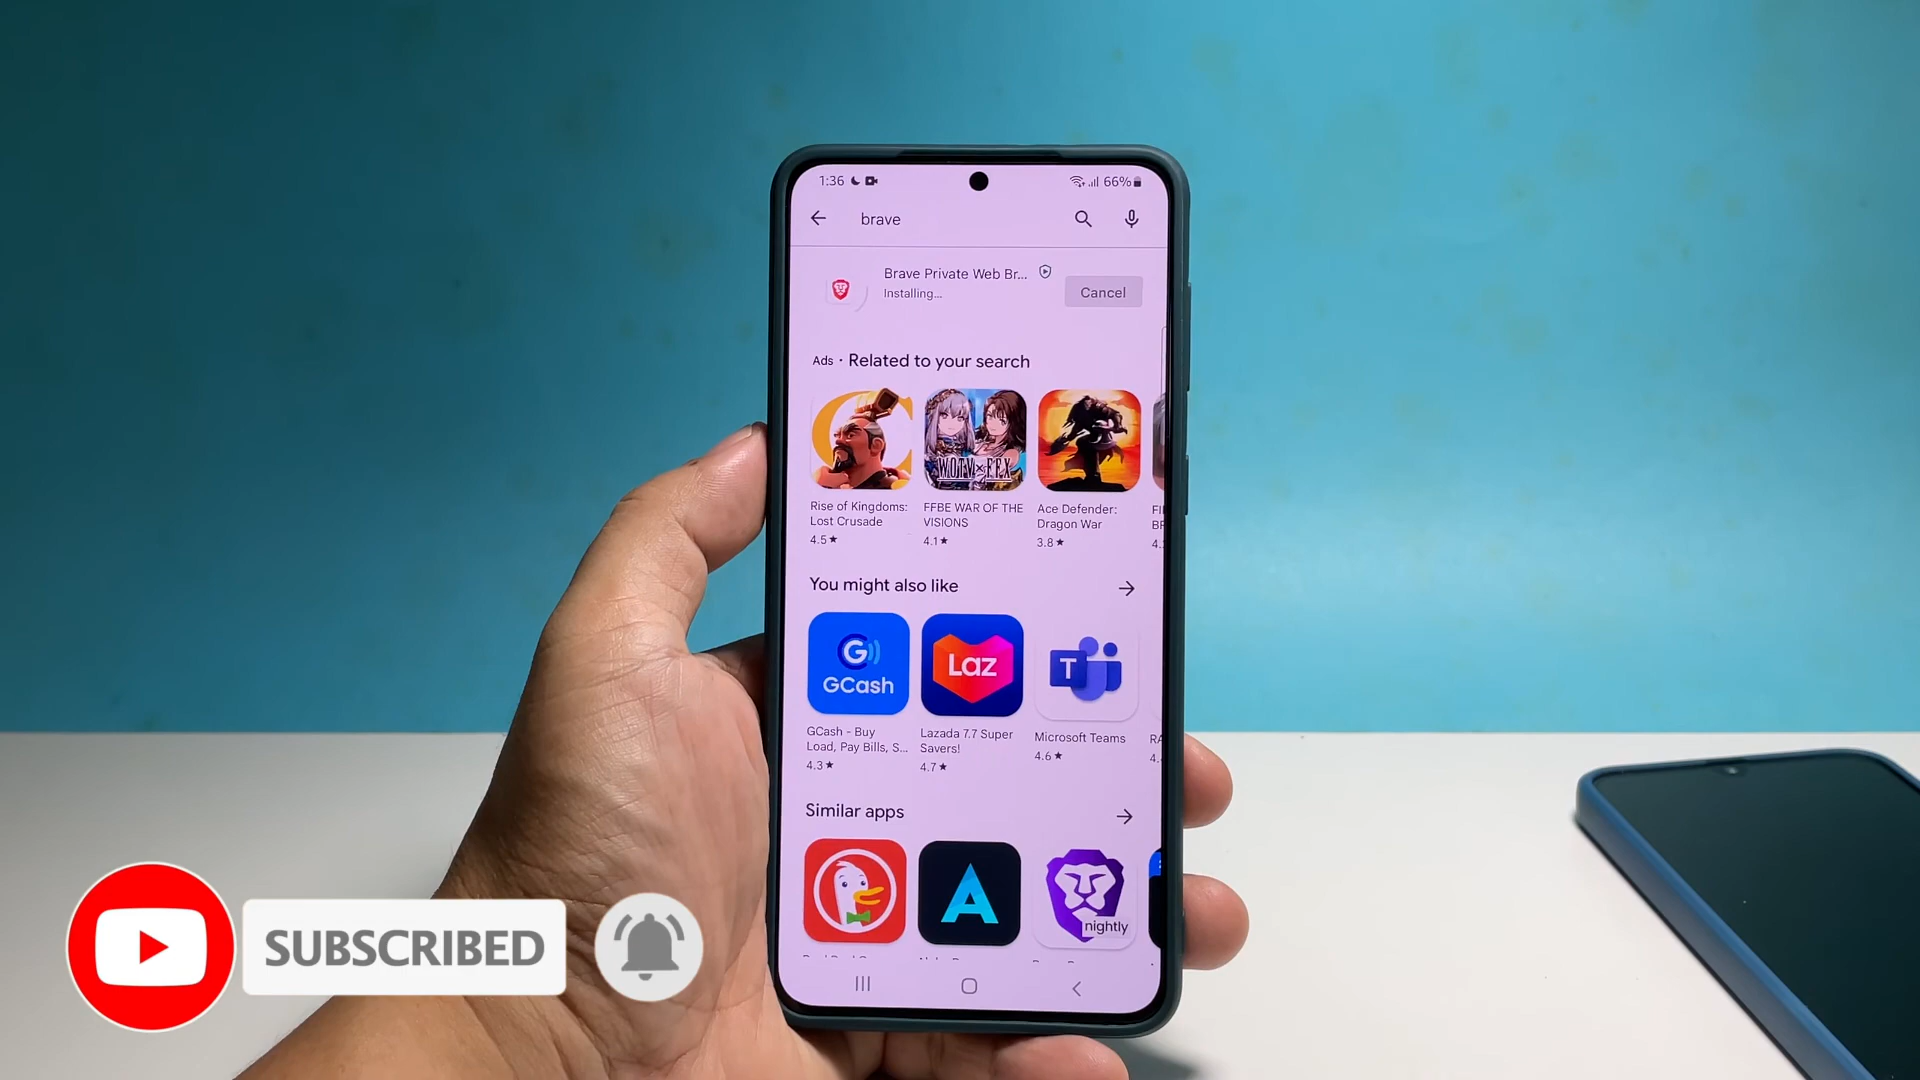 1:36
66%
brave
Brave Private Web Br...
Installing...
Cancel
Ads · Related to your search
WOTV×FFX
Rise of Kingdoms:
Lost Crusade
4.5★
FFBE WAR OF THE
VISIONS
4.1★
Ace Defender:
Dragon War
3.8★
You might also like
G
GCash
Laz
T
GCash - Buy
Load, Pay Bills, S...
4.3★
Lazada 7.7 Super
Savers!
4.7★
Microsoft Teams
4.6★
Similar apps
A
nightly
SUBSCRIBED